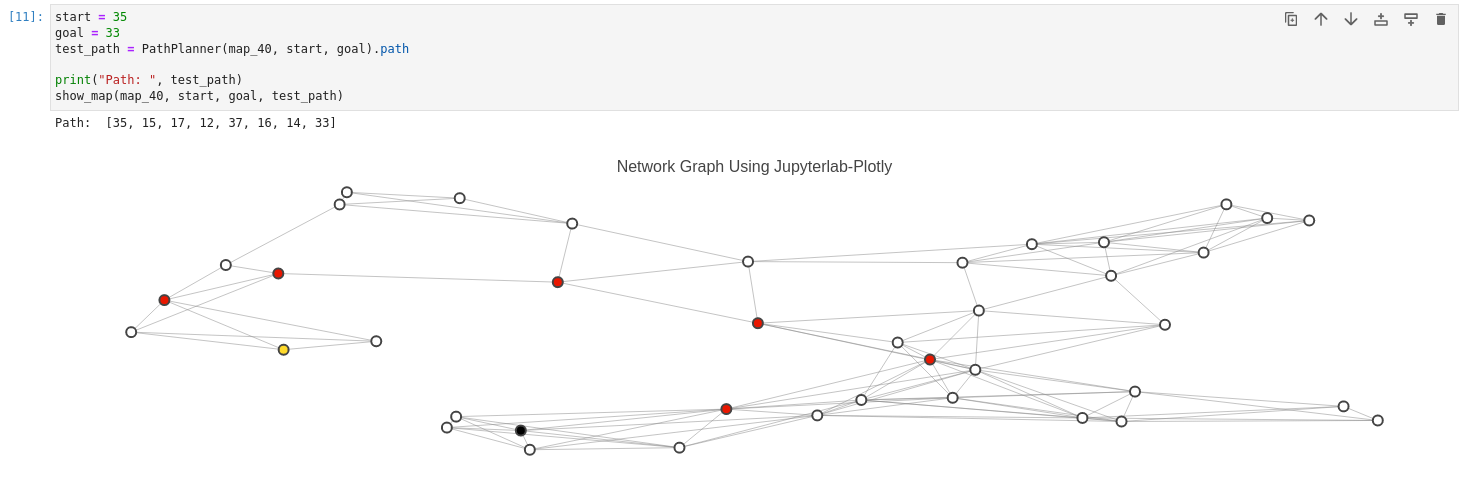 [11]: start = 35
goal = 33
test_path = PathPlanner(map_40, start, goal).path
print("Path: ", test_path)
show_map(map_40, start, goal, test_path)
Path:  [35, 15, 17, 12, 37, 16, 14, 33]
Network Graph Using Jupyterlab-Plotly